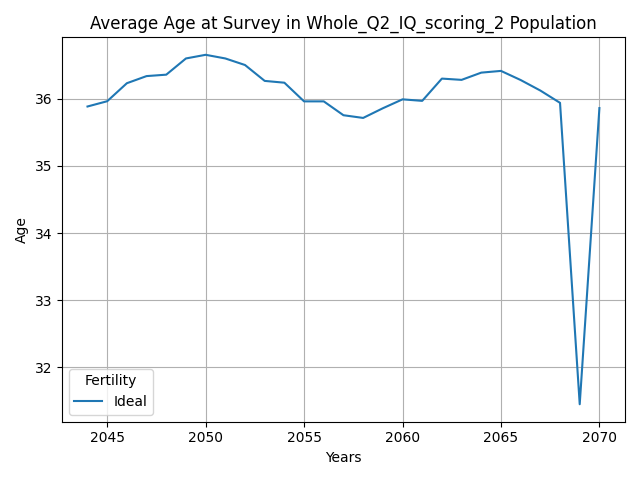 Average Age at Survey in Whole_Q2_IQ_scoring_2 Population
Age
36
35
34
33
32
Fertility
Ideal
2045 2050 2055 2060 2065 2070
Years